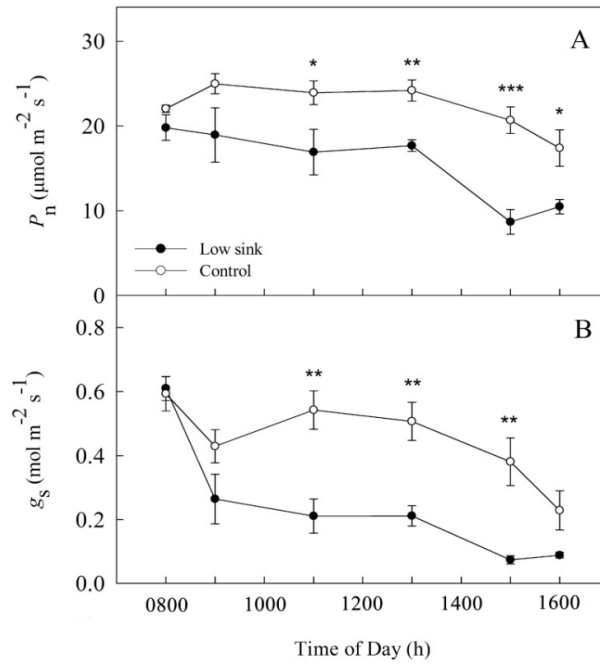 A
30
20
10
0
Pn (μmol m⁻² s⁻¹)
* ** *** *
Low sink
Control
B
0.8
0.6
0.4
0.2
0.0
gs (mol m⁻² s⁻¹)
** ** **
0800 1000 1200 1400 1600
Time of Day (h)